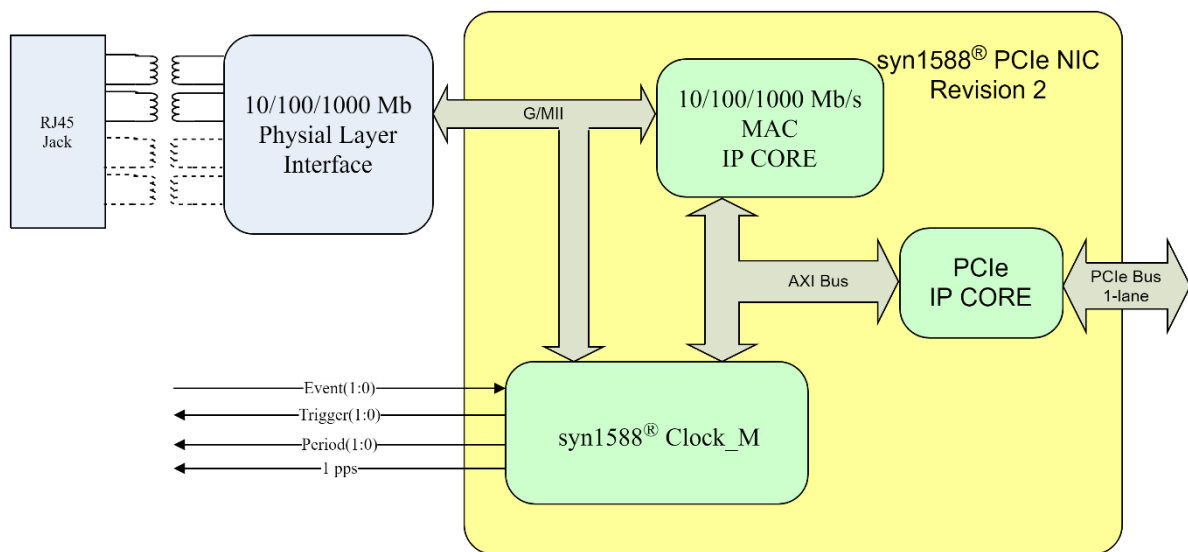 syn1588® PCIe NIC
Revision 2
RJ45
Jack
10/100/1000 Mb
Physial Layer
Interface
G/MII
10/100/1000 Mb/s
MAC
IP CORE
AXI Bus
PCIe
IP CORE
PCIe Bus
1-lane
Event(1:0)
Trigger(1:0)
Period(1:0)
1 pps
syn1588® Clock_M